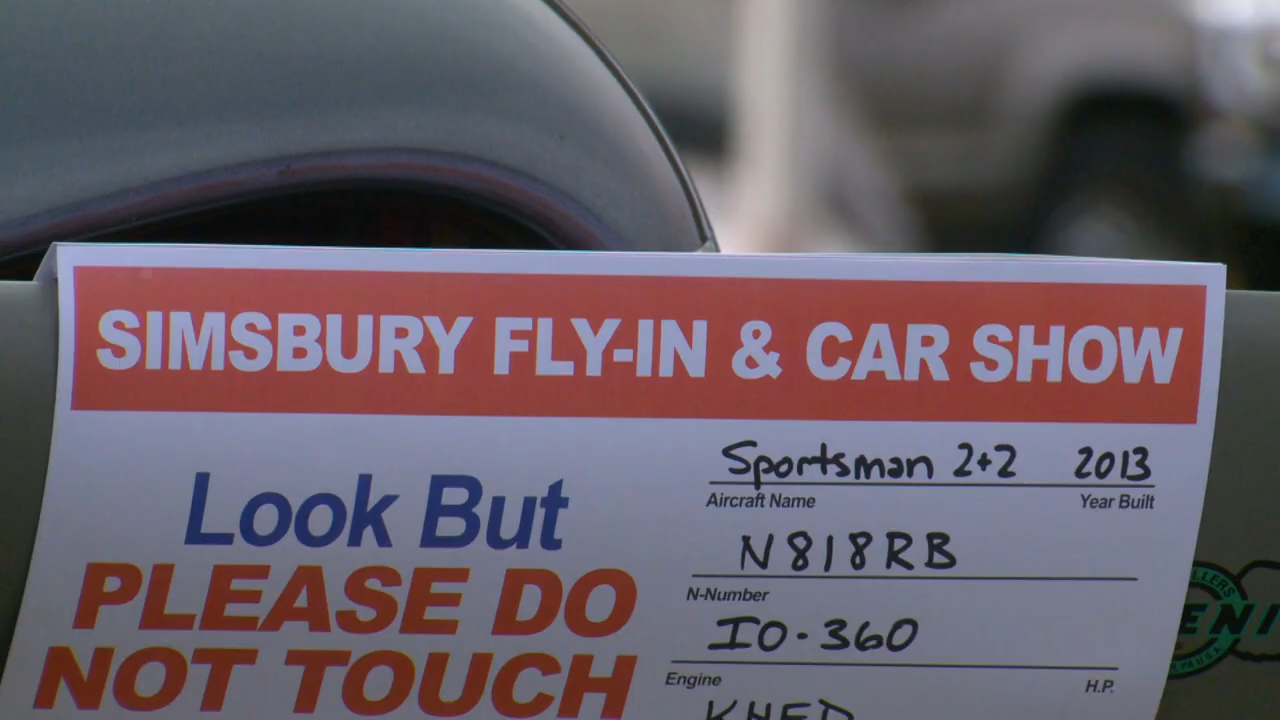 SIMSBURY FLY-IN & CAR SHOW
Look But
PLEASE DO
NOT TOUCH
Sportsman 2+2 2013
Aircraft Name Year Built
N818RB
N-Number
IO-360
Engine H.P.